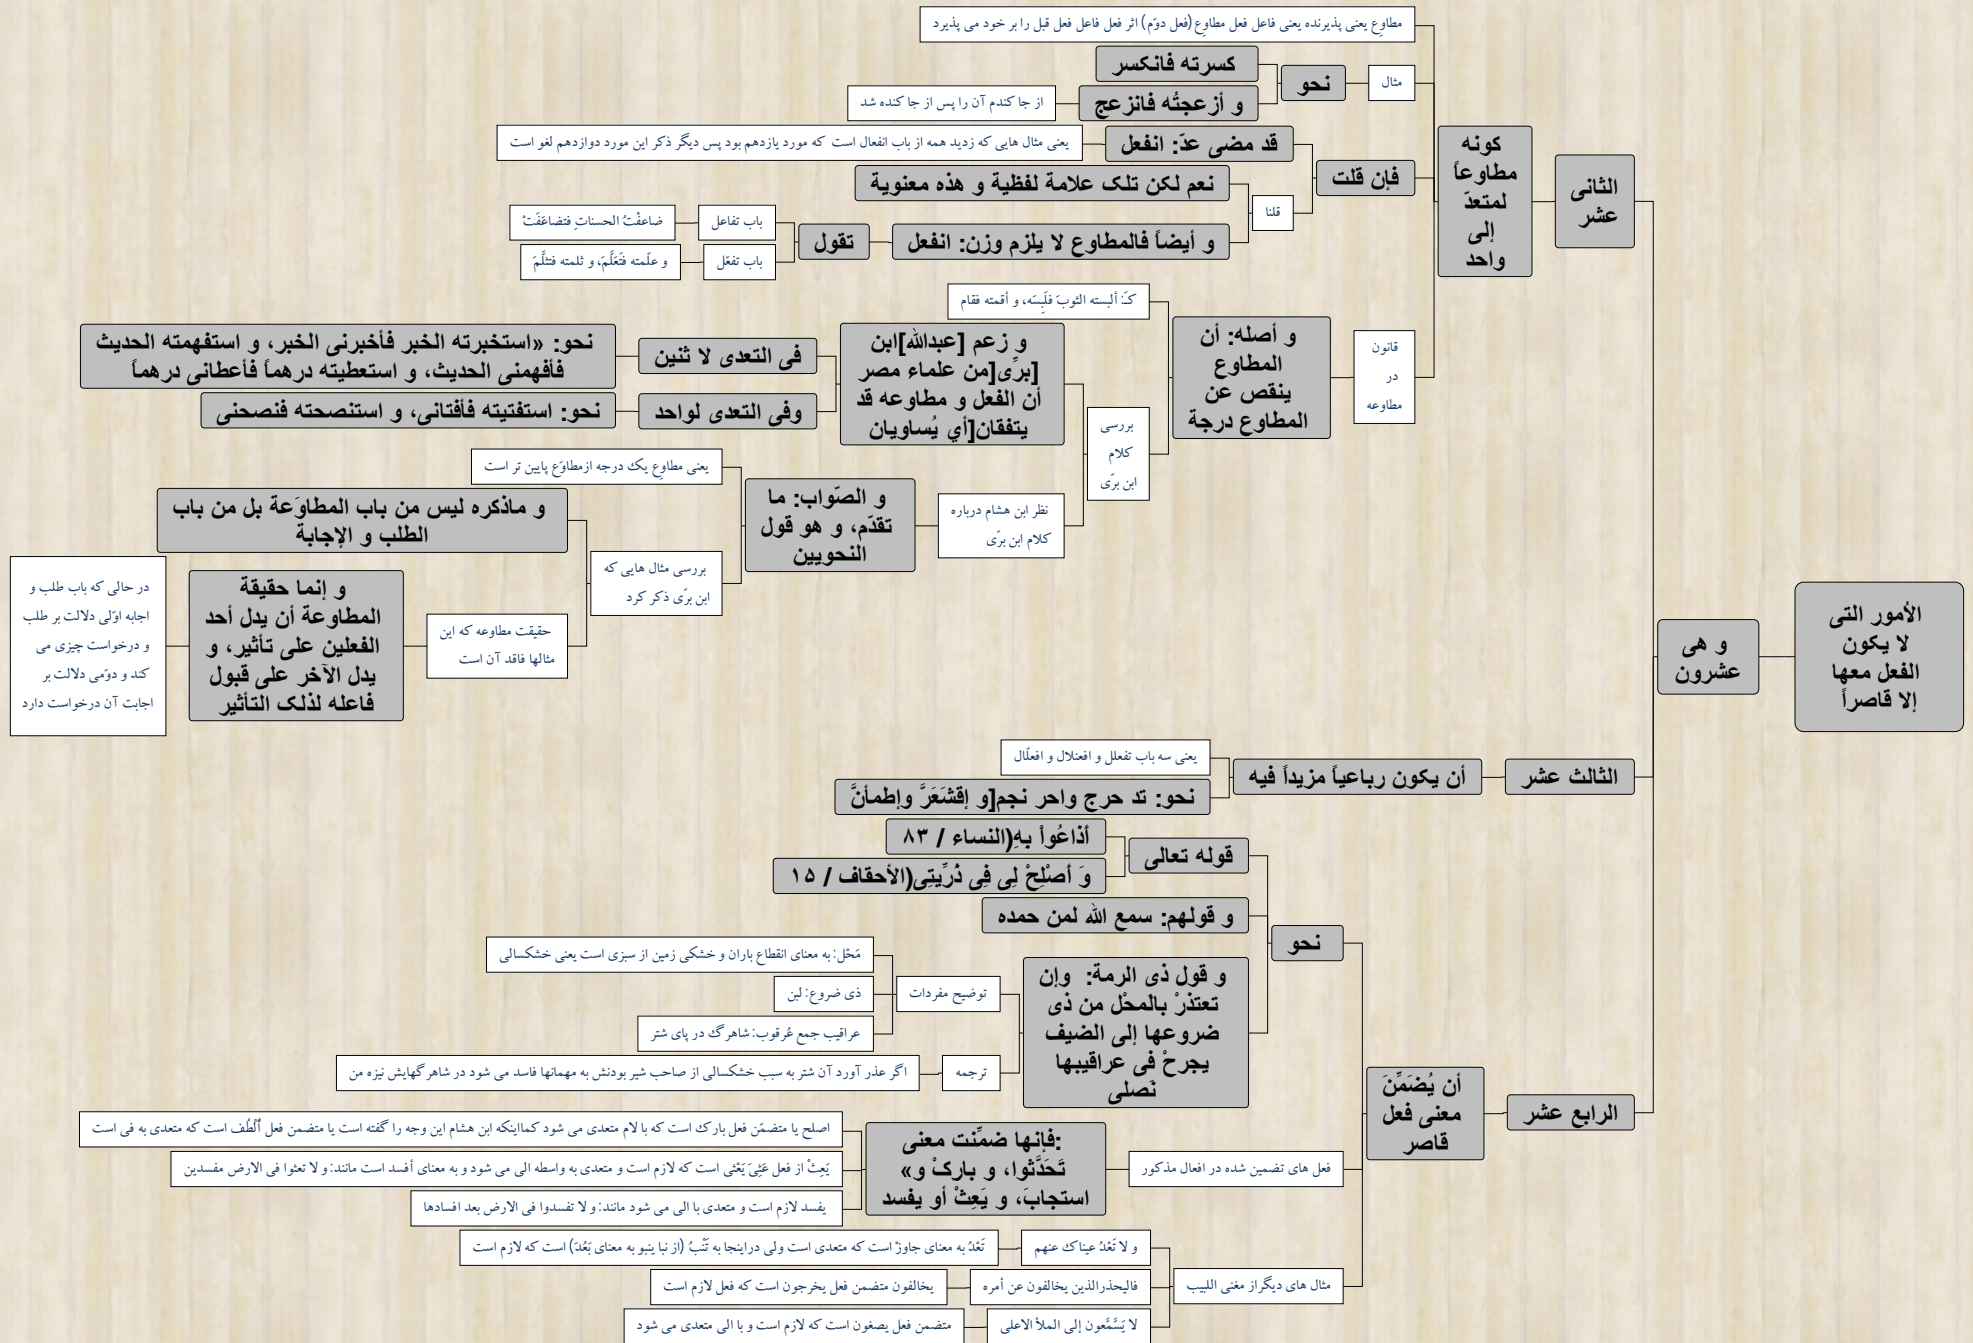 الأمور التی
لا یکون
الفعل معها
إلا قاصراً
و هی
عشرون
الثانی
عشر
کونه
مطاوعاً
لمتعدّ
إلی
واحد
مطاوِع یعنی پذیرنده یعنی فاعل فعل مطاوِع (فعل دوّم) اثر فعل فاعل فعل قبل را بر خود می پذیرد
مثال
نحو
کسرته فانکسر
و أزعجتُه فانزعج
از جا کندم آن را پس از جا کنده شد
فإن قلت
قد مضی عدّ: انفعل
یعنی مثال هایی که زدید همه از باب انفعال است که مورد یازدهم بود پس دیگر ذکر این مورد دوازدهم لغو است
قلنا
نعم لکن تلک علامة لفظیة و هذه معنویة
و أیضاً فالمطاوع لا یلزم وزن: انفعل
تقول
باب تفاعل
ضاعفْتُ الحسناتِ فتضاعَفَتْ
باب تفعّل
و علّمته فتَعَلَّمَ، و ثلمته فتثلَّمَ
قانون
در
مطاوعه
و أصله: أن
المطاوع
ینقص عن
المطاوع درجة
کـَ: ألبسته الثوبَ فلَبِسَه، و أقمته فقام
بررسی
کلام
ابن برّی
و زعم [عبدالله]ابن
[برِّی[من علماء مصر
أن الفعل و مطاوعه قد
یتفقان[أي یُساویان
فی التعدی لا ثنین
نحو: «استخبرته الخبر فأخبرنی الخبر، و استفهمته الحدیث
فأفهمنی الحدیث، و استعطیته درهماً فأعطانی درهماً
وفی التعدی لواحد
نحو: استفتیته فأفتانی، و استنصحته فنصحنی
نظر ابن هشام درباره
کلام ابن برّی
و الصّواب: ما
تقدّم، و هو قول
النحویین
یعنی مطاوِع یک درجه ازمطاوَع پایین تر است
بررسی مثال هایی که
ابن برّی ذکر کرد
و ماذکره لیس من باب المطاوَعة بل من باب
الطلب و الإجابة
حقیقت مطاوعه که این
مثالها فاقد آن است
و إنما حقیقة
المطاوعة أن یدل أحد
الفعلین علی تأثیر، و
یدل الآخر علی قبول
فاعله لذلک التأثیر
در حالی که باب طلب و
اجابه اوّلی دلالت بر طلب
و درخواست چیزی می
کند و دوّمی دلالت بر
اجابت آن درخواست دارد
الثالث عشر
أن یکون رباعیاً مزیداً فیه
یعنی سه باب تفعلل و افعنلال و افعلّال
نحو: تد حرج واحر نجم[و إقشَعَرَّ وإطمأنَّ
الرابع عشر
أن یُضَمَّنَ
معنی فعل
قاصر
نحو
قوله تعالی
أذاعُواْ بهِ(النساء / ۸۳
وَ أصْلِحْ لِی فِی ذُرِّیتِی(الأحقاف / ۱۵
و قولهم: سمع الله لمن حمده
و قول ذی الرمة: وإن
تعتذرْ بالَمحْل من ذی
ضروعها إلی الضیف
یجرحْ فی عراقیبها
نَصلی
توضیح مفردات
مَحْل: به معنای انقطاع باران و خشکی زمین از سبزی است یعنی خشکسالی
ذی ضروع: لبن
عراقیب جمع عُرقوب: شاهرگ در پای شتر
ترجمه
اگر عذر آورد آن شتر به سبب خشکسالی از صاحب شیر بودنش به مهمانها فاسد می شود در شاهرگهایش نیزه من
فعل های تضمین شده در افعال مذکور
:فإنها ضمِّنت معنی
تَحَدَّثوا، و بارکْ و»
استجابَ، و یَعِثْ أو یفسد
اصلح یا متضمّن فعل بارک است که با لام متعدی می شود کمااینکه ابن هشام این وجه را گفته است یا متضمن فعل ألْطُف است که متعدی به فی است
یَعِثْ از فعل عَثِیَ یَعْثی است که لازم است و متعدی به واسطه الی می شود و به معنای أفسد است مانند: و لا تعثوا فی الارض مفسدین
یفسد لازم است و متعدی با الی می شود مانند: و لا تفسدوا فی الارض بعد افسادها
مثال های دیگراز مغنی اللبیب
و لا تَعْدُ عیناک عنهم
تَعْدُ به معنای جاوزْ است که متعدی است ولی دراینجا به تَنْبُ (از نبا ینبو به معنای بَعُدَ) است که لازم است
فالیحذرالذین یخالفون عن أمره
یخالفون متضمن فعل یخرجون است که فعل لازم است
لا یَسَّمَّعون إلی الملأ الاعلی
متضمن فعل یصغون است که لازم است و با الی متعدی می شود